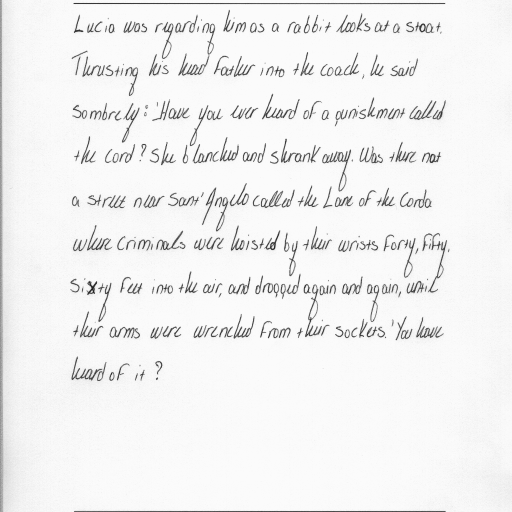 Lucia was regarding him as a rabbit looks at a stoat.
Thrusting his head father into the coach, he said
sombrely: 'Have you ever heard of a punishment called
the cord? She blanched and shrank away. Was there not
a street near Sant' Angelo called the Lane of the Corda
where criminals were hoisted by their wrists forty, fifty,
sixty feet into the air, and dropped again and again, until
their arms were wrenched from their sockets. 'You have
heard of it?